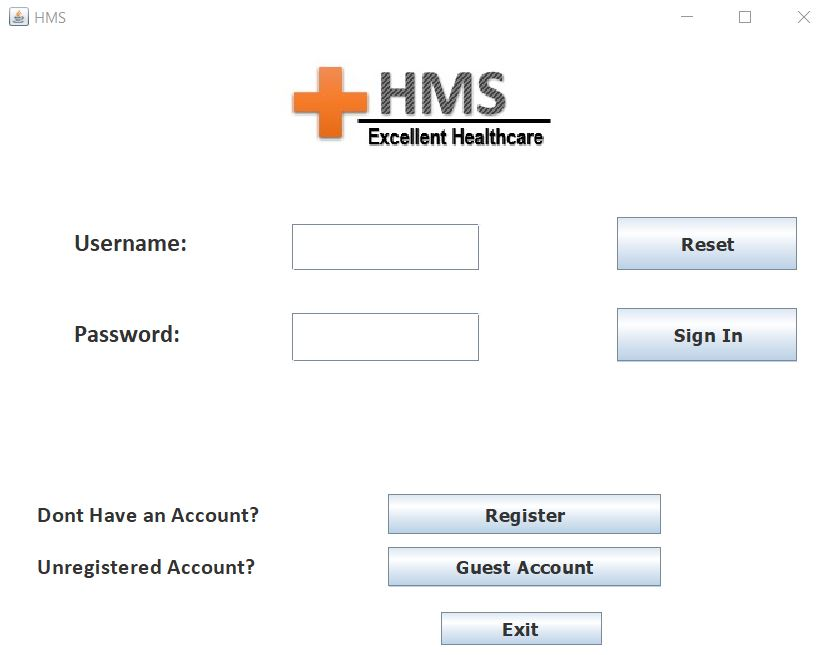 HMS
HMS
Excellent Healthcare
Username:
Reset
Password:
Sign In
Dont Have an Account?
Register
Unregistered Account?
Guest Account
Exit